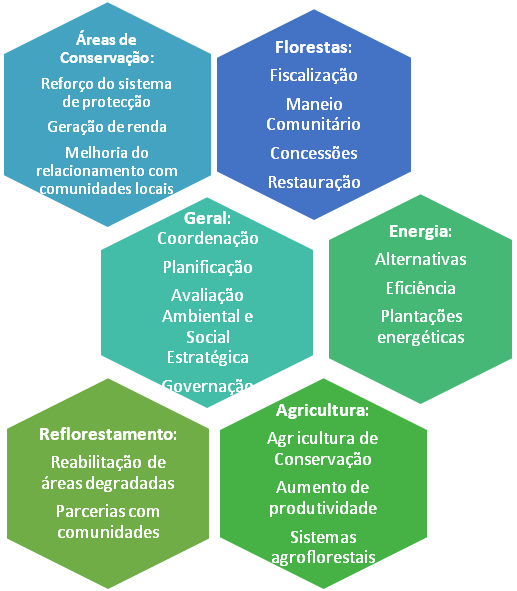 Áreas de
Conservação:
Reforço do sistema
de protecção
Geração de renda
Melhoria do
relacionamento com
comunidades locais
Florestas:
Fiscalização
Maneio
Comunitário
Concessões
Restauração
Geral:
Coordenação
Planificação
Avaliação
Ambiental e
Social
Estratégica
Governação
Energia:
Alternativas
Eficiência
Plantações
energéticas
Reflorestamento:
Reabilitação de
áreas degradadas
Parcerias com
comunidades
Agricultura:
Agricultura de
Conservação
Aumento de
produtividade
Sistemas
agroflorestais